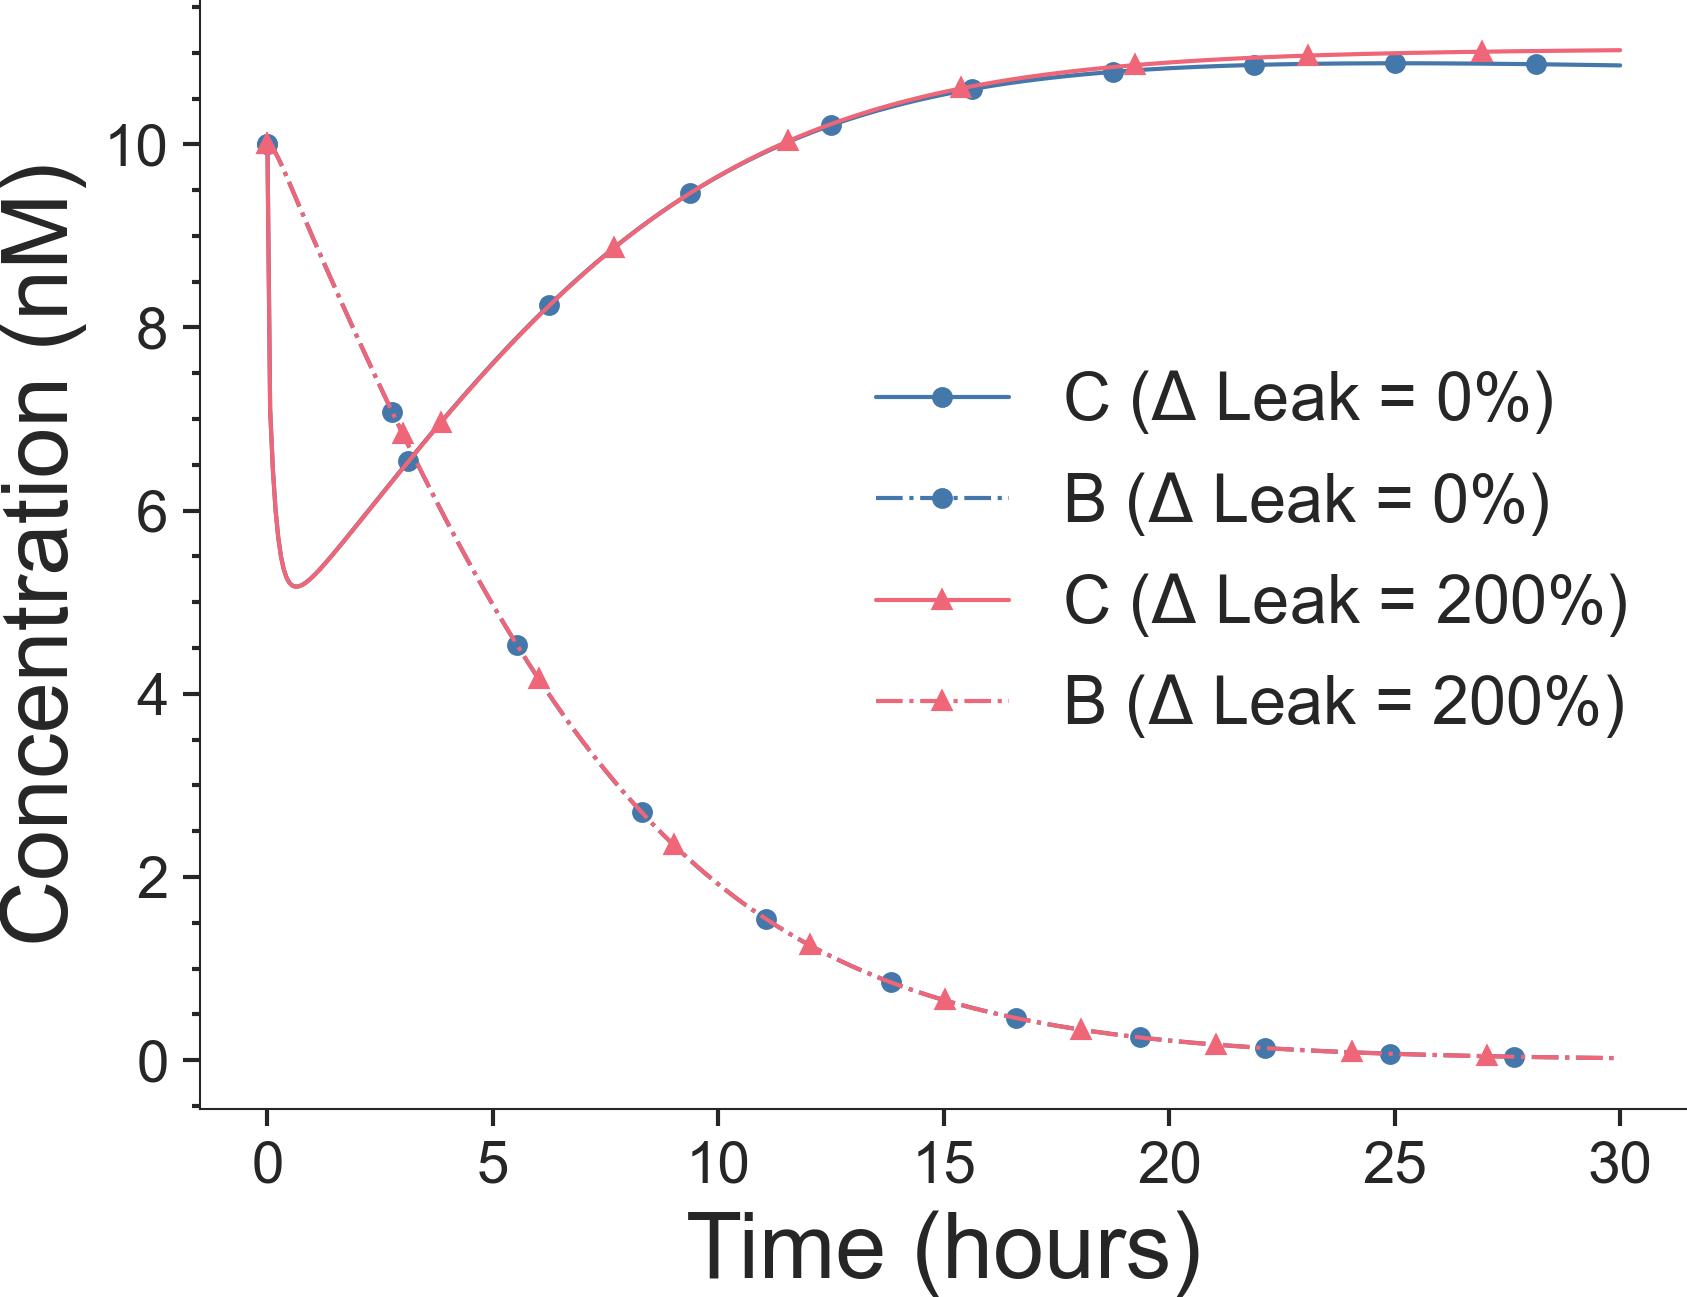 Concentration (nM)
10
8
6
4
2
0
C (Δ Leak = 0%)
B (Δ Leak = 0%)
C (Δ Leak = 200%)
B (Δ Leak = 200%)
0 5 10 15 20 25 30
Time (hours)